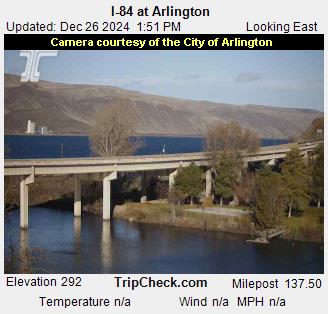 I-84 at Arlington
Updated: Dec 26 2024 1:51 PM Looking East
Camera courtesy of the City of Arlington
Elevation 292 TripCheck.com Milepost 137.50
Temperature n/a Wind n/a MPH n/a